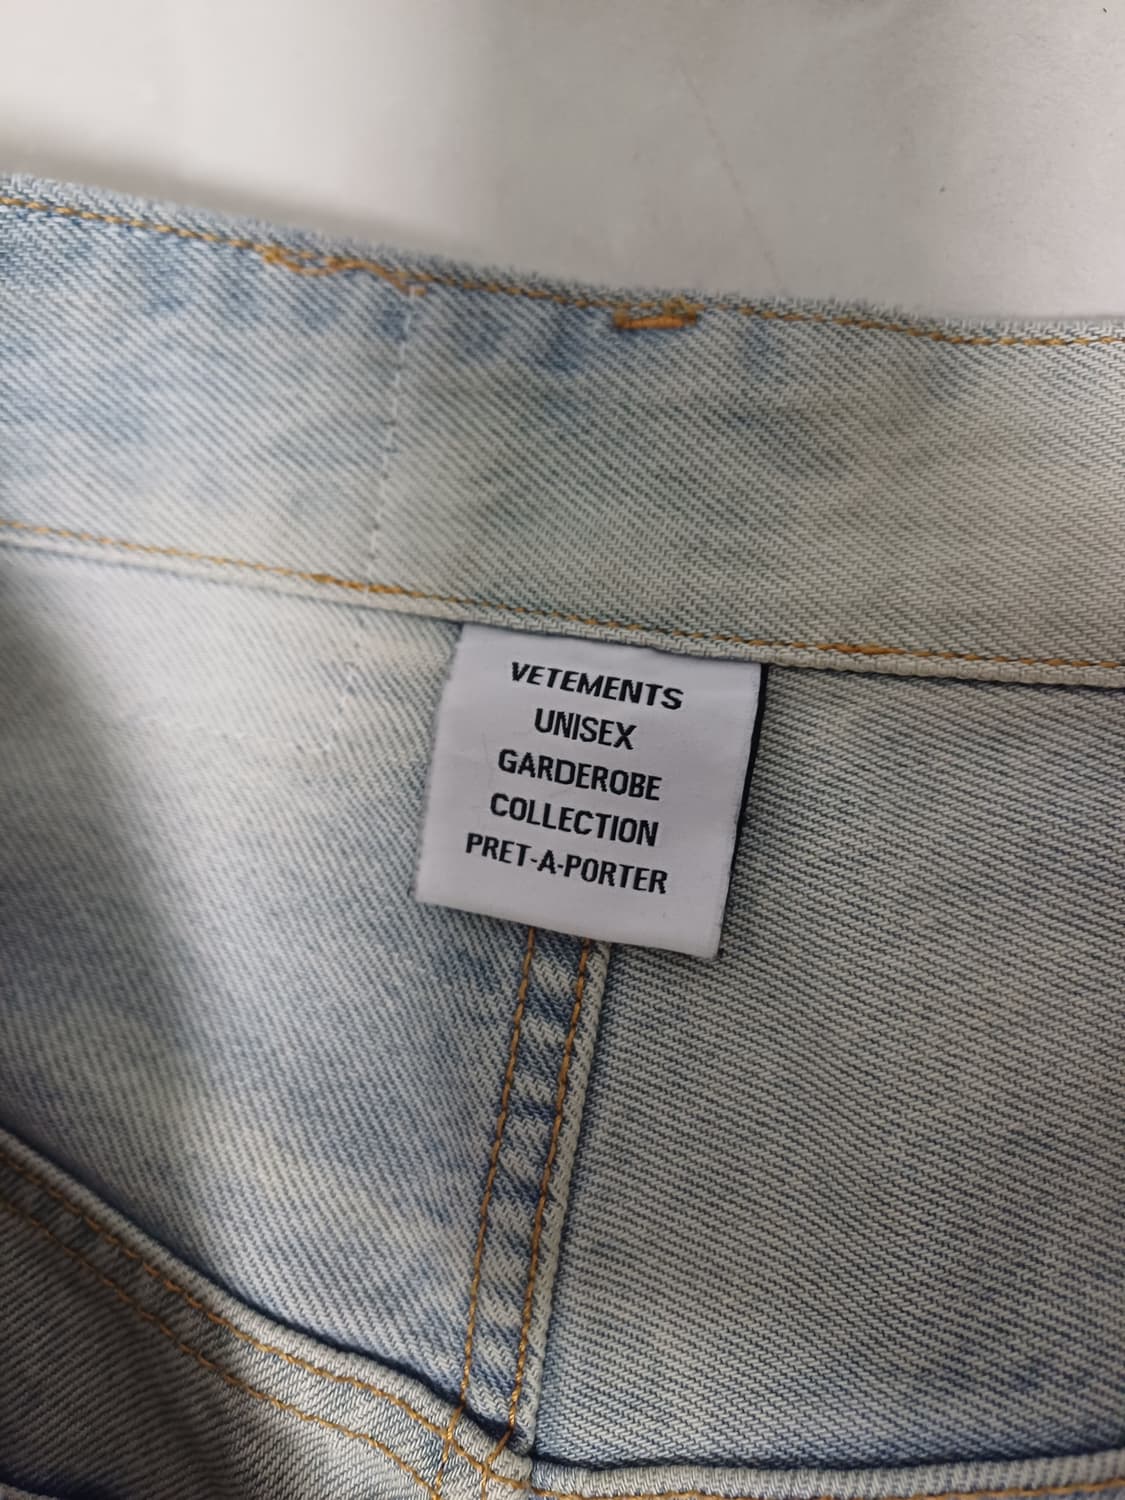 VETEMENTS
UNISEX
GARDEROBE
COLLECTION
PRET-A-PORTER